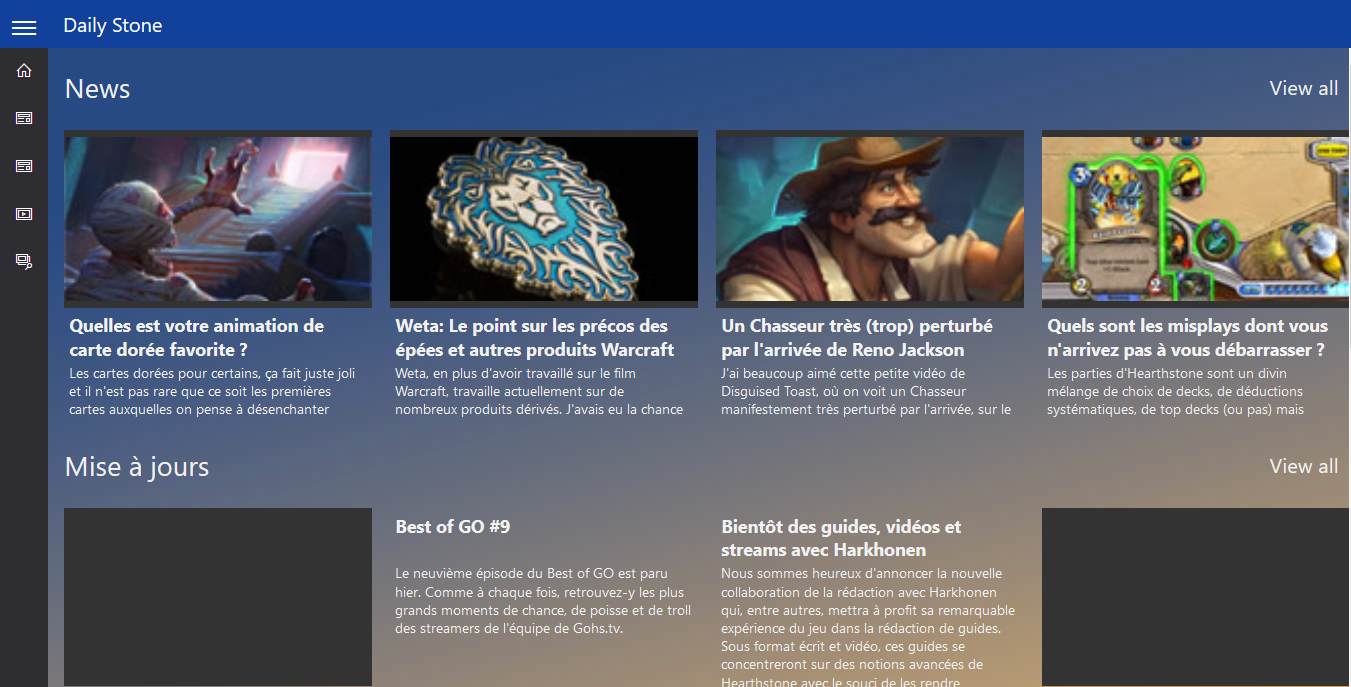 Daily Stone
News
View all
Quelles est votre animation de
carte dorée favorite ?
Les cartes dorées pour certains, ça fait juste joli
et il n'est pas rare que ce soit les premières
cartes auxquelles on pense à désenchanter
Weta: Le point sur les précos des
épées et autres produits Warcraft
Weta, en plus d'avoir travaillé sur le film
Warcraft, travaille actuellement sur de
nombreux produits dérivés. J'avais eu la chance
Un Chasseur très (trop) perturbé
par l'arrivée de Reno Jackson
J'ai beaucoup aimé cette petite vidéo de
Disguised Toast, où on voit un Chasseur
manifestement très perturbé par l'arrivée, sur le
3
2
2
Quels sont les misplays dont vous
n'arrivez pas à vous débarrasser ?
Les parties d'Hearthstone sont un divin
mélange de choix de decks, de déductions
systématiques, de top decks (ou pas) mais
Mise à jours
View all
Best of GO #9
Le neuvième épisode du Best of GO est paru
hier. Comme à chaque fois, retrouvez-y les plus
grands moments de chance, de poisse et de troll
des streamers de l'équipe de Gohs.tv.
Bientôt des guides, vidéos et
streams avec Harkhonen
Nous sommes heureux d'annoncer la nouvelle
collaboration de la rédaction avec Harkhonen
qui, entre autres, mettra à profit sa remarquable
expérience du jeu dans la rédaction de guides.
Sous format écrit et vidéo, ces guides se
concentreront sur des notions avancées de
Hearthstone avec le souci de les rendre